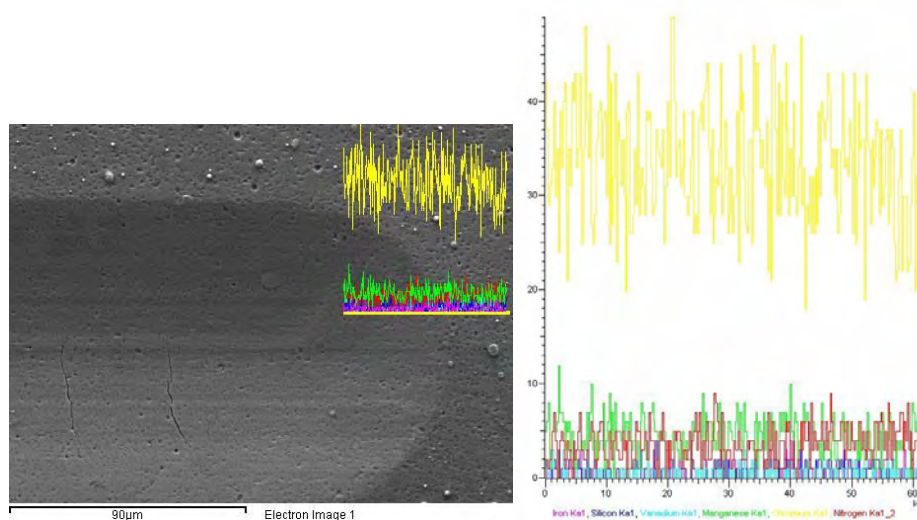 40
30
20
10
0
0 10 20 30 40 50 60
Iron Ka1, Silicon Ka1, Vanadium Ka1, Manganese Ka1, Chromium Ka1, Nitrogen Ka1_2
90µm Electron Image 1